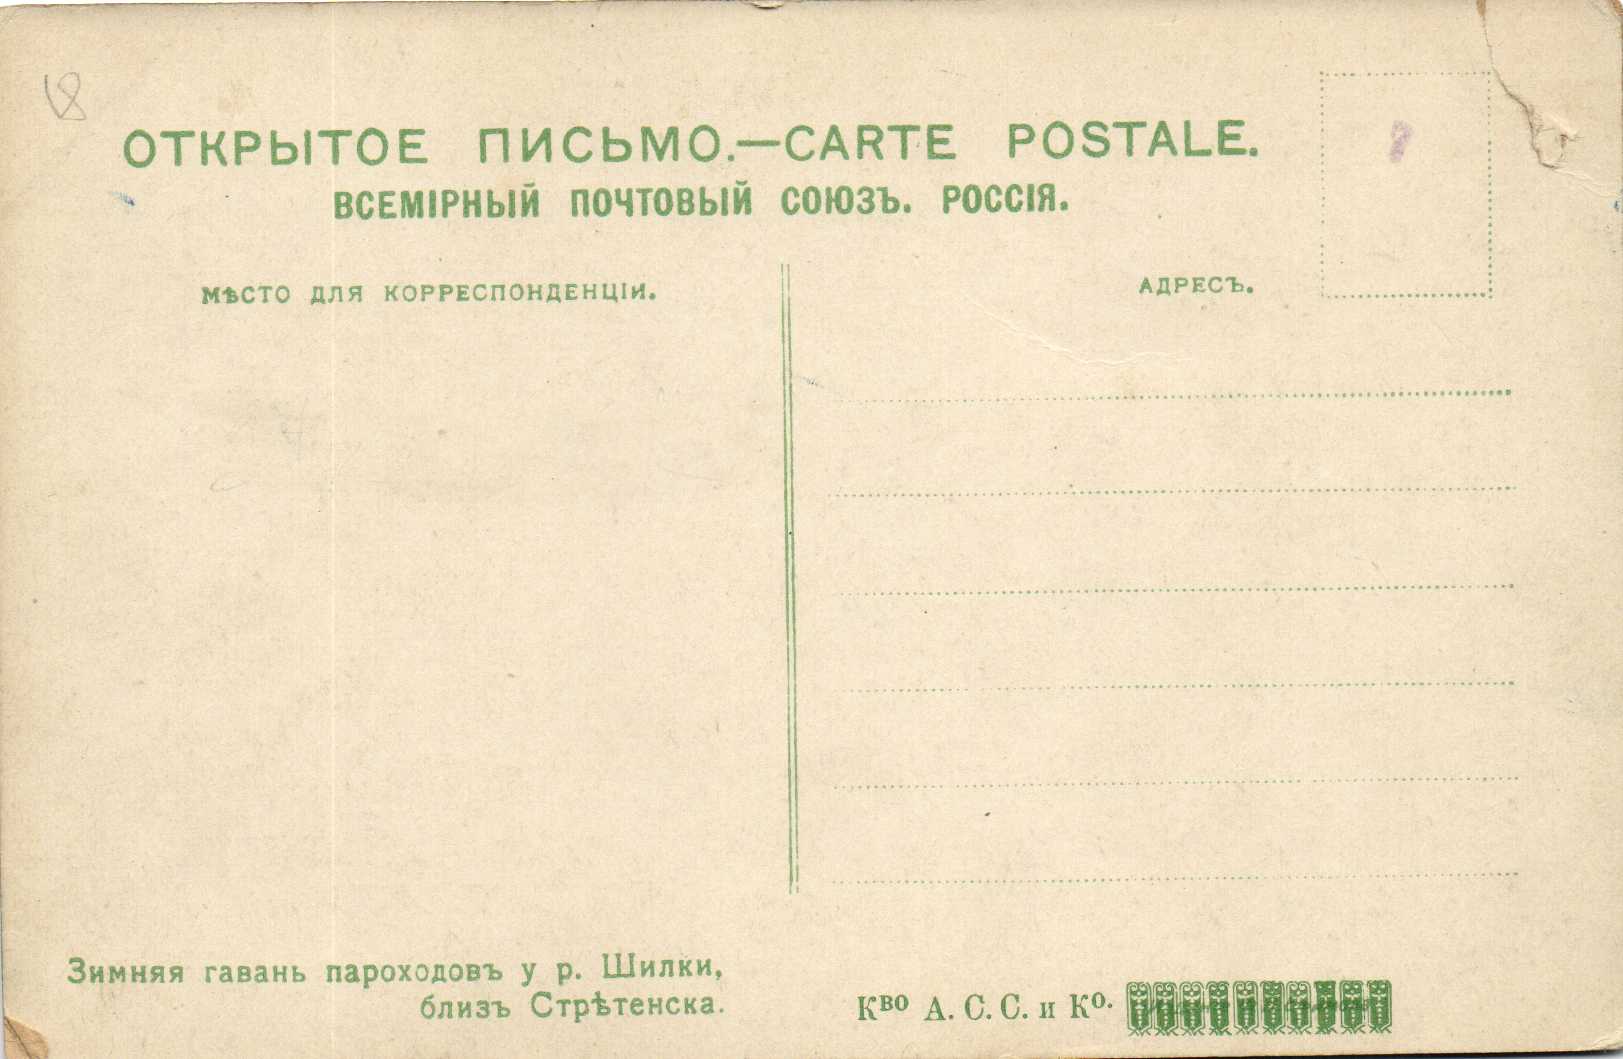 ОТКРЫТОЕ ПИСЬМО.—CARTE POSTALE.
ВСЕМІРНЫЙ ПОЧТОВЫЙ СОЮЗЪ. РОССІЯ.
МѢСТО ДЛЯ КОРРЕСПОНДЕНЦІИ.
АДРЕСЪ.
Зимняя гавань пароходовъ у р. Шилки,
близъ Стрѣтенска.
Кво А. С. С. и Ко.